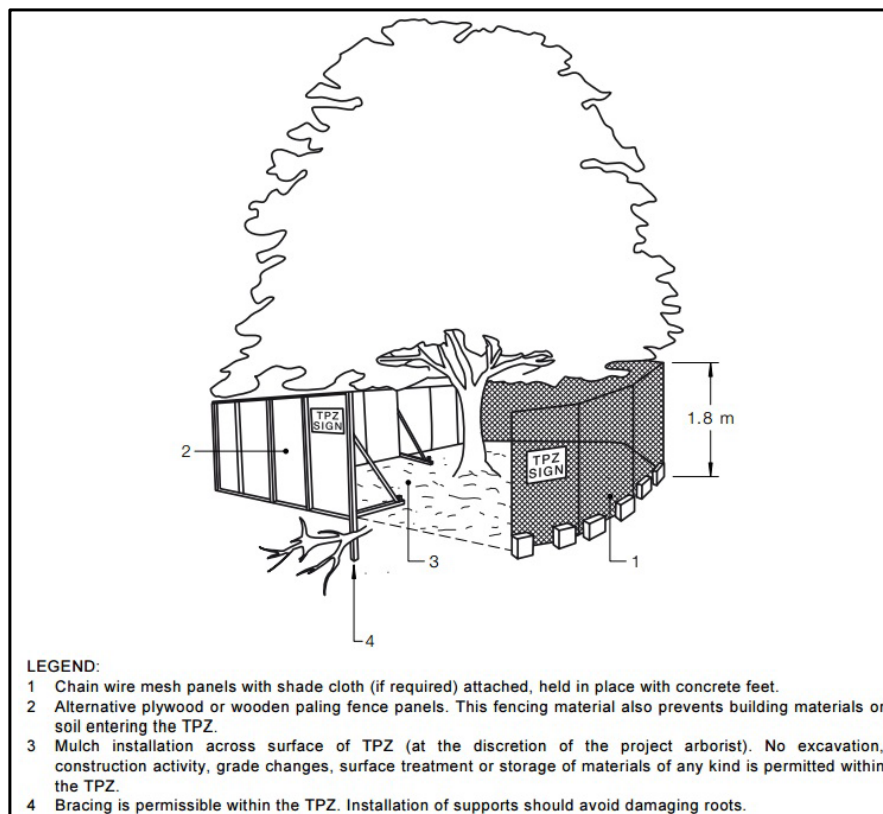 TPZ
SIGN
1.8 m
2
TPZ
SIGN
3
1
4
LEGEND:
1 Chain wire mesh panels with shade cloth (if required) attached, held in place with concrete feet.
2 Alternative plywood or wooden paling fence panels. This fencing material also prevents building materials or
soil entering the TPZ.
3 Mulch installation across surface of TPZ (at the discretion of the project arborist). No excavation,
construction activity, grade changes, surface treatment or storage of materials of any kind is permitted within
the TPZ.
4 Bracing is permissible within the TPZ. Installation of supports should avoid damaging roots.